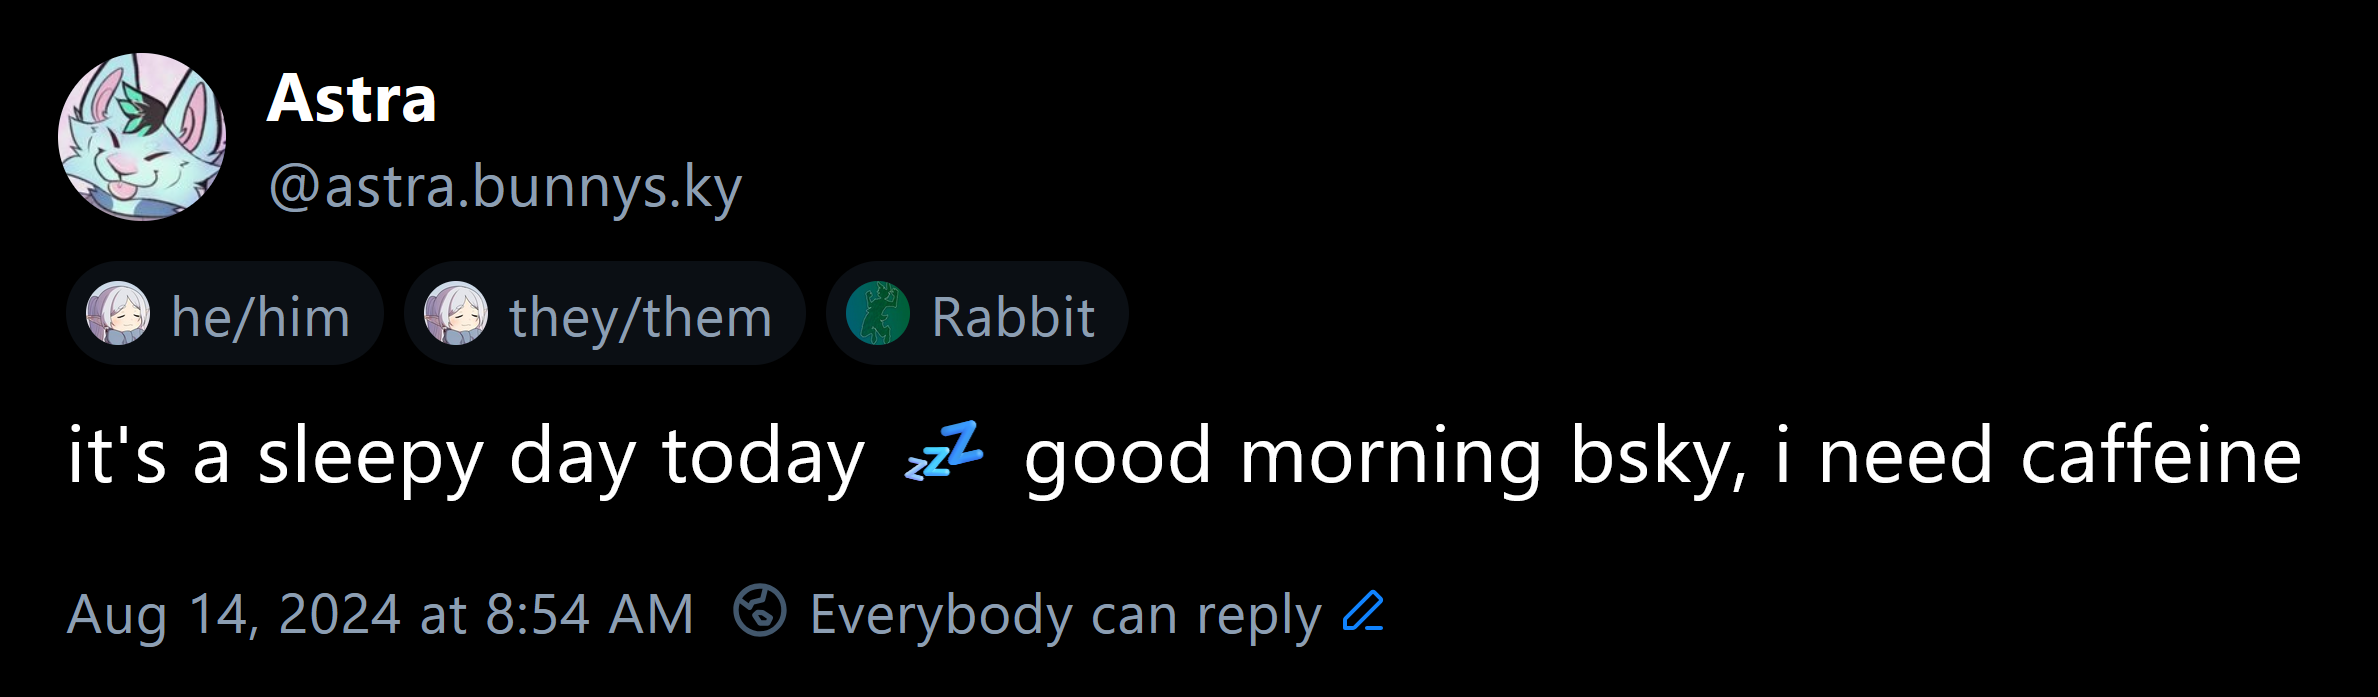 Astra
@astra.bunnys.ky
he/him they/them Rabbit
it's a sleepy day today 💤 good morning bsky, i need caffeine
Aug 14, 2024 at 8:54 AM Everybody can reply